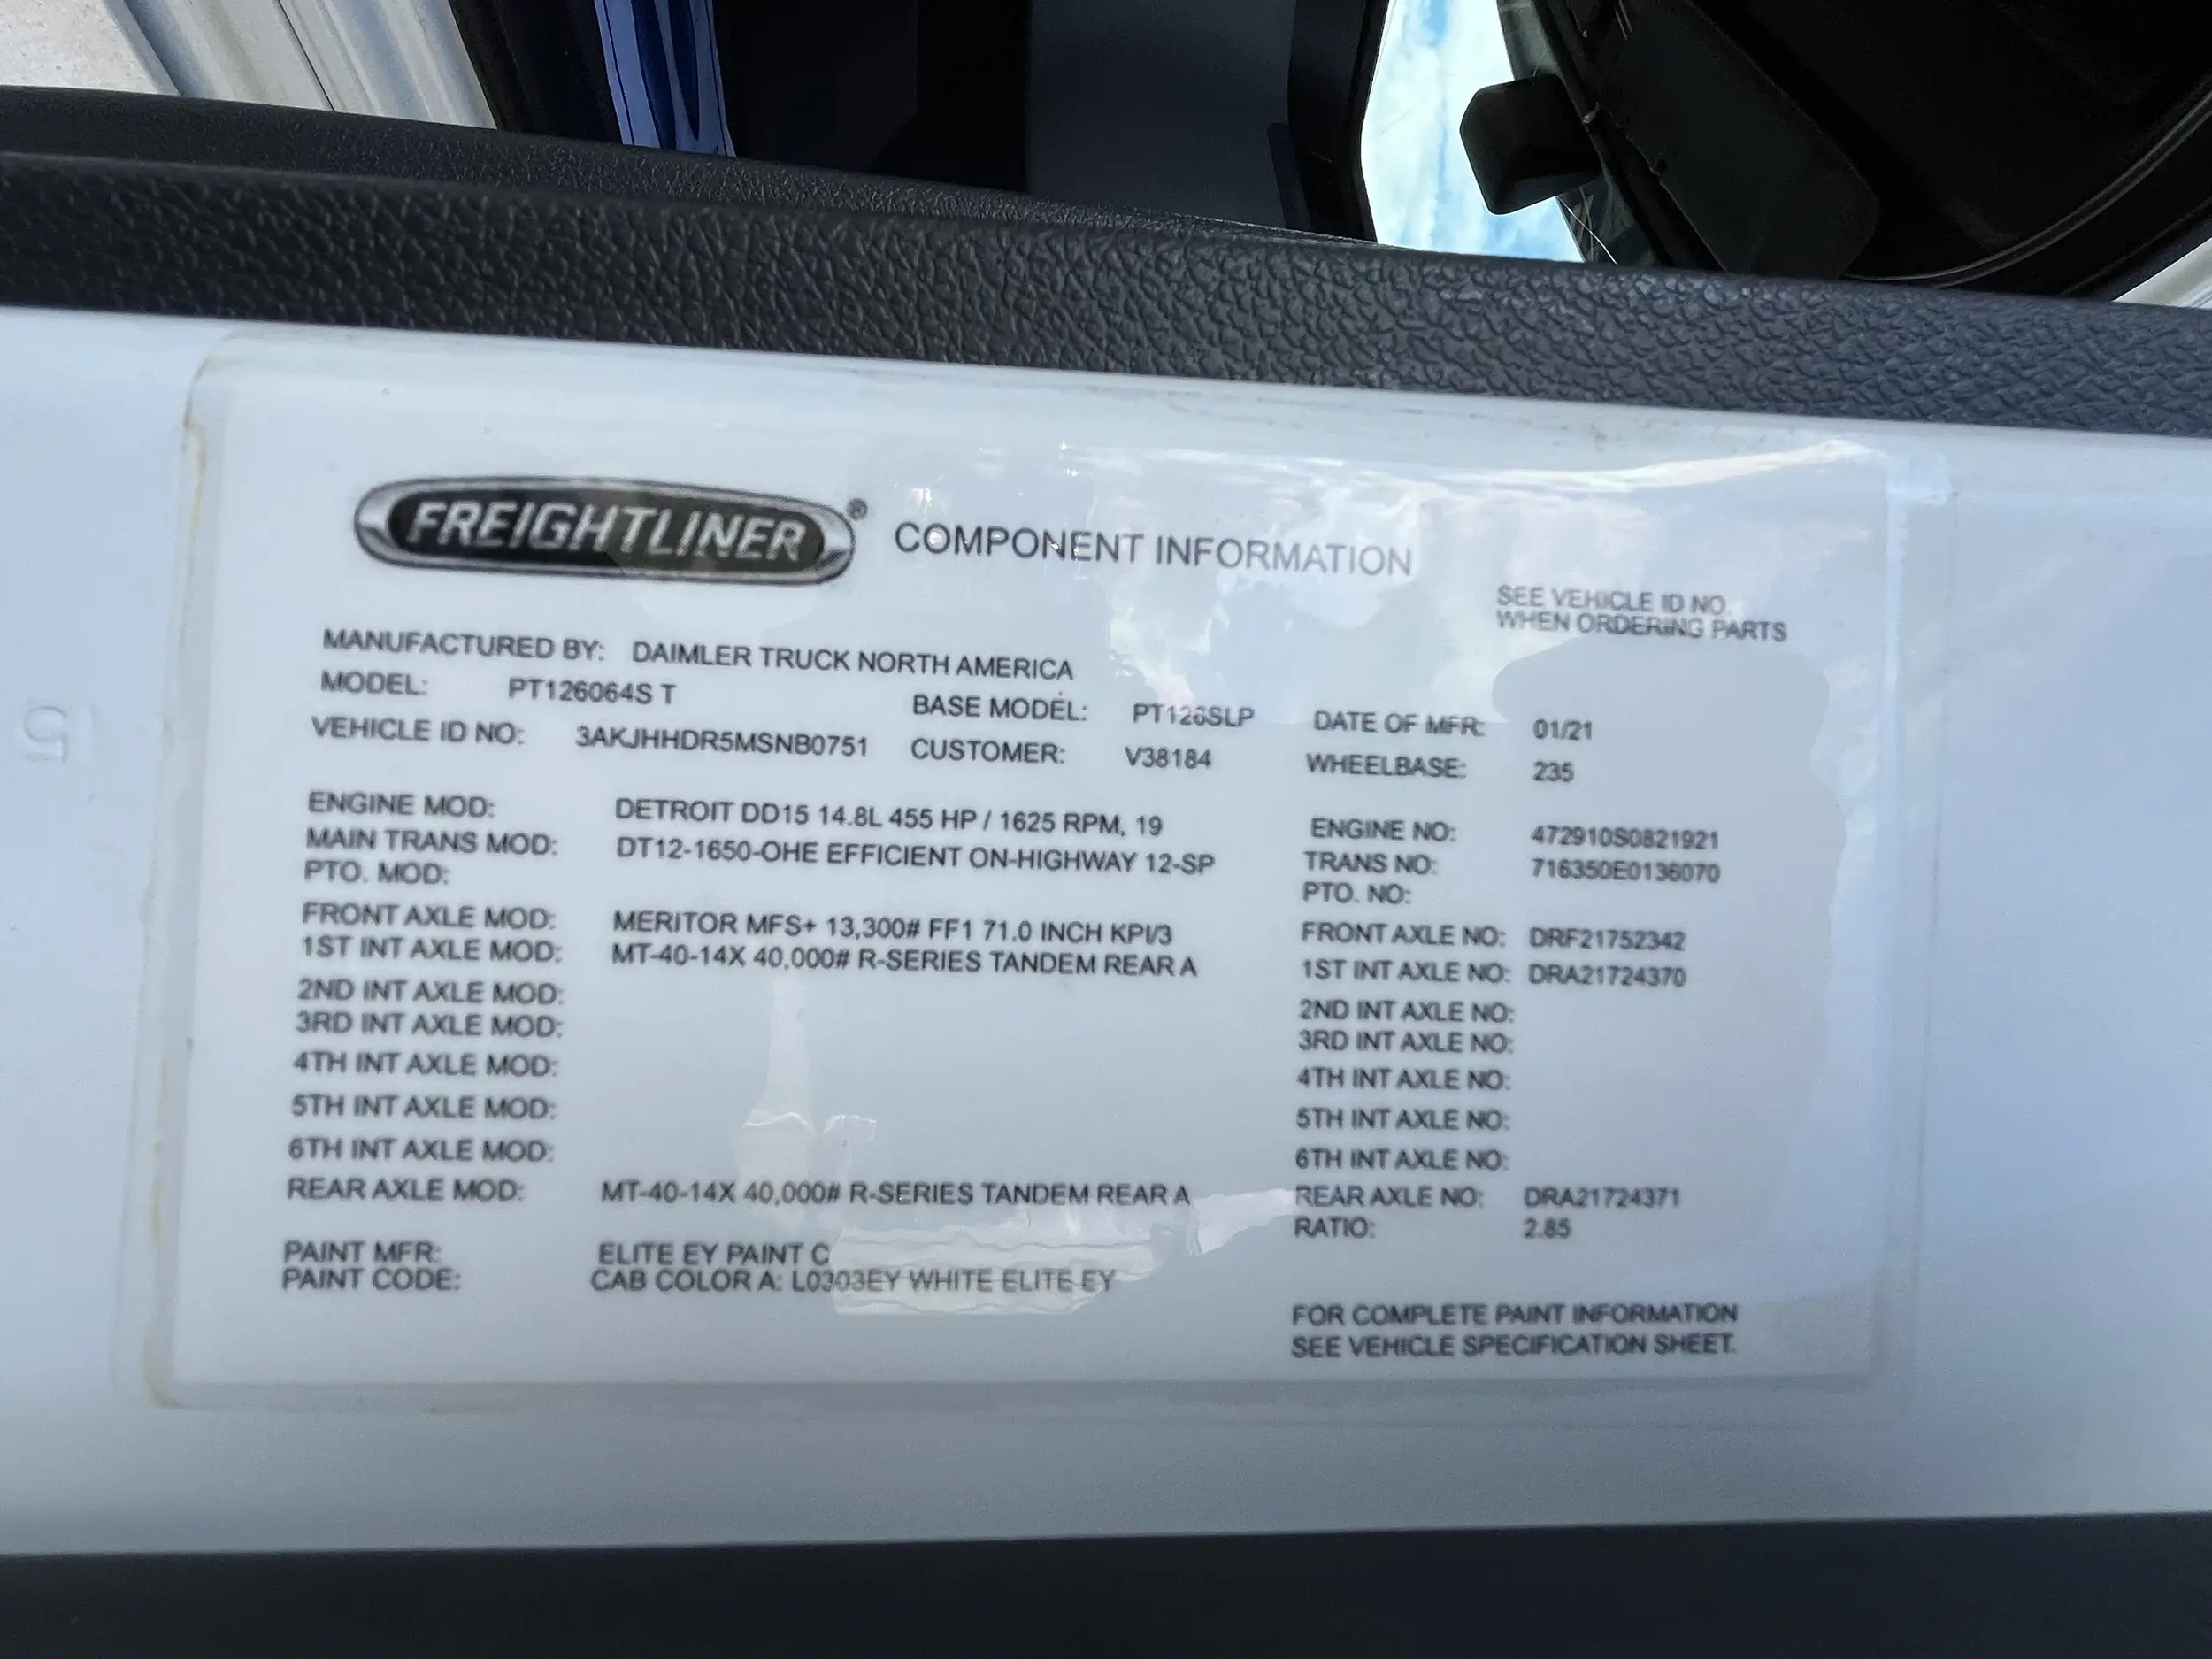 FREIGHTLINER® COMPONENT INFORMATION
SEE VEHICLE ID NO.
WHEN ORDERING PARTS
MANUFACTURED BY: DAIMLER TRUCK NORTH AMERICA
MODEL: PT126064S T BASE MODEL: PT126SLP DATE OF MFR: 01/21
VEHICLE ID NO: 3AKJHHDR5MSNB0751 CUSTOMER: V38184 WHEELBASE: 235
ENGINE MOD: DETROIT DD15 14.8L 455 HP / 1625 RPM, 19 ENGINE NO: 472910S0821921
MAIN TRANS MOD: DT12-1650-OHE EFFICIENT ON-HIGHWAY 12-SP TRANS NO: 716350E0136070
PTO. MOD: PTO. NO:
FRONT AXLE MOD: MERITOR MFS+ 13,300# FF1 71.0 INCH KPI/3 FRONT AXLE NO: DRF21752342
1ST INT AXLE MOD: MT-40-14X 40,000# R-SERIES TANDEM REAR A 1ST INT AXLE NO: DRA21724370
2ND INT AXLE MOD: 2ND INT AXLE NO:
3RD INT AXLE MOD: 3RD INT AXLE NO:
4TH INT AXLE MOD: 4TH INT AXLE NO:
5TH INT AXLE MOD: 5TH INT AXLE NO:
6TH INT AXLE MOD: 6TH INT AXLE NO:
REAR AXLE MOD: MT-40-14X 40,000# R-SERIES TANDEM REAR A REAR AXLE NO: DRA21724371
RATIO: 2.85
PAINT MFR: ELITE EY PAINT C
PAINT CODE: CAB COLOR A: L0303EY WHITE ELITE EY
FOR COMPLETE PAINT INFORMATION
SEE VEHICLE SPECIFICATION SHEET.